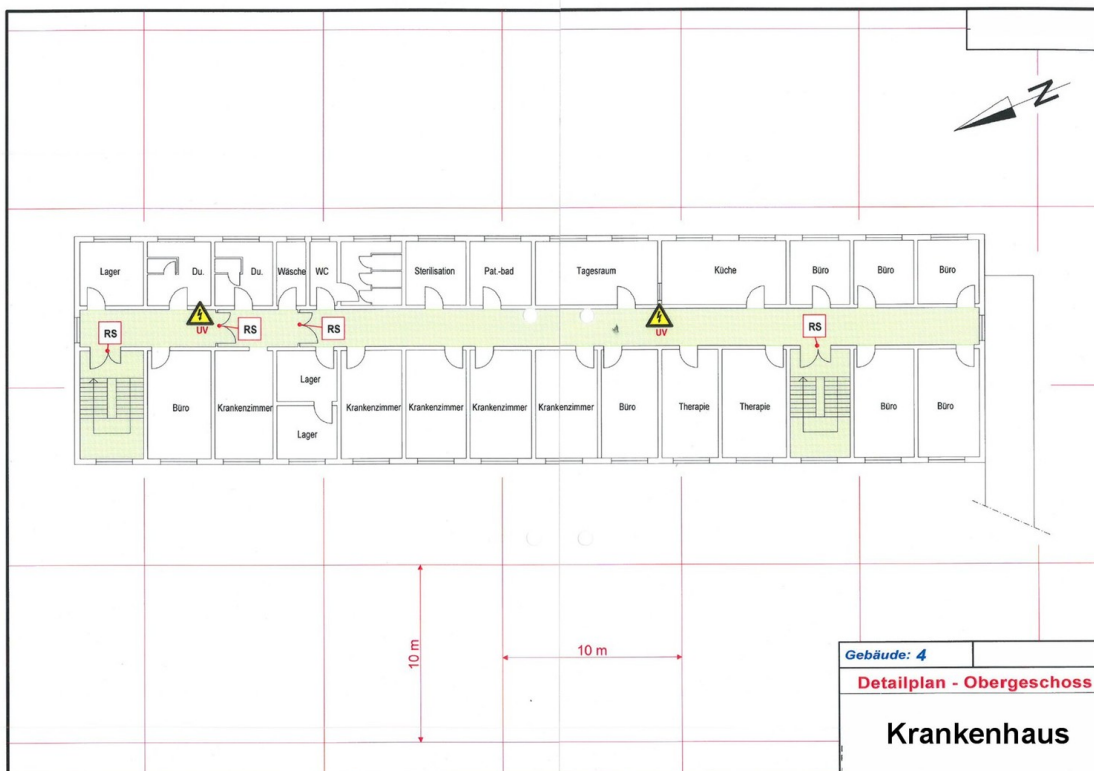 N
Lager
Du.
Du.
Wäsche
WC
Sterilisation
Pat.-bad
Tagesraum
Küche
Büro
Büro
Büro
UV
RS
RS
RS
UV
RS
Büro
Krankenzimmer
Lager
Lager
Krankenzimmer
Krankenzimmer
Krankenzimmer
Krankenzimmer
Büro
Therapie
Therapie
Büro
Büro
10 m
10 m
Gebäude: 4
Detailplan - Obergeschoss
Krankenhaus